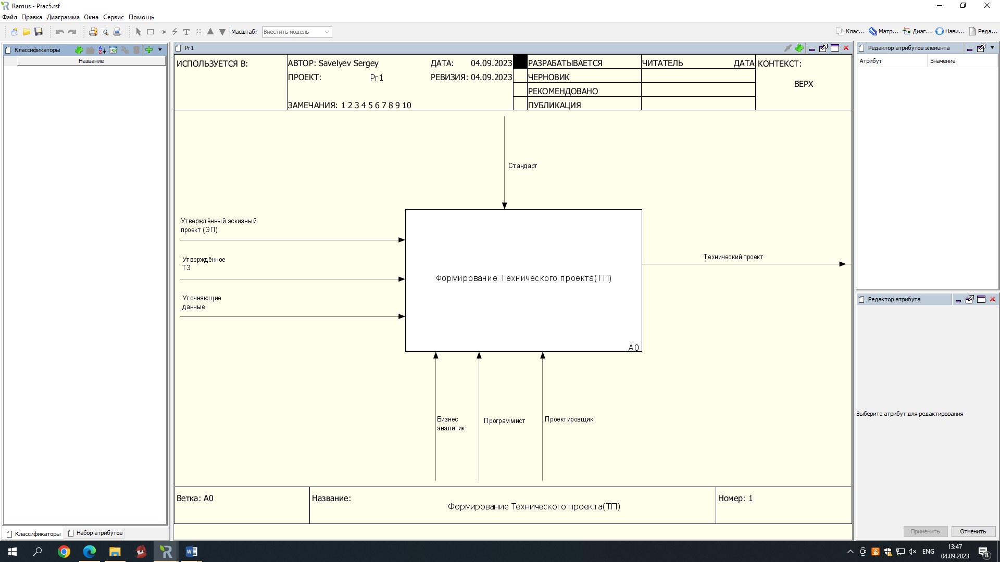 Ramus - Prac5.rsf
Файл Правка Диаграмма Окна Сервис Помощь
Масштаб: Вместить модель
Клас... Матр... Диаг... Нави... Реда...
Классификаторы
Название
Pr1
Редактор атрибутов элемента
Атрибут Значение
ИСПОЛЬЗУЕТСЯ В:
АВТОР: Savelyev Sergey
ДАТА: 04.09.2023
ПРОЕКТ: Pr1
РЕВИЗИЯ: 04.09.2023
ЗАМЕЧАНИЯ: 1 2 3 4 5 6 7 8 9 10
РАЗРАБАТЫВАЕТСЯ
ЧЕРНОВИК
РЕКОМЕНДОВАНО
ПУБЛИКАЦИЯ
ЧИТАТЕЛЬ ДАТА
КОНТЕКСТ:
ВЕРХ
Стандарт
Утверждённый эскизный
проект (ЭП)
Утверждённое
ТЗ
Уточняющие
данные
Формирование Технического проекта(ТП)
A0
Технический проект
Бизнес
аналитик
Программист
Проектировщик
Ветка: A0
Название:
Формирование Технического проекта(ТП)
Номер: 1
Редактор атрибута
Выберите атрибут для редактирования
Применить Отменить
Классификаторы Набор атрибутов
ENG
13:47
04.09.2023
8